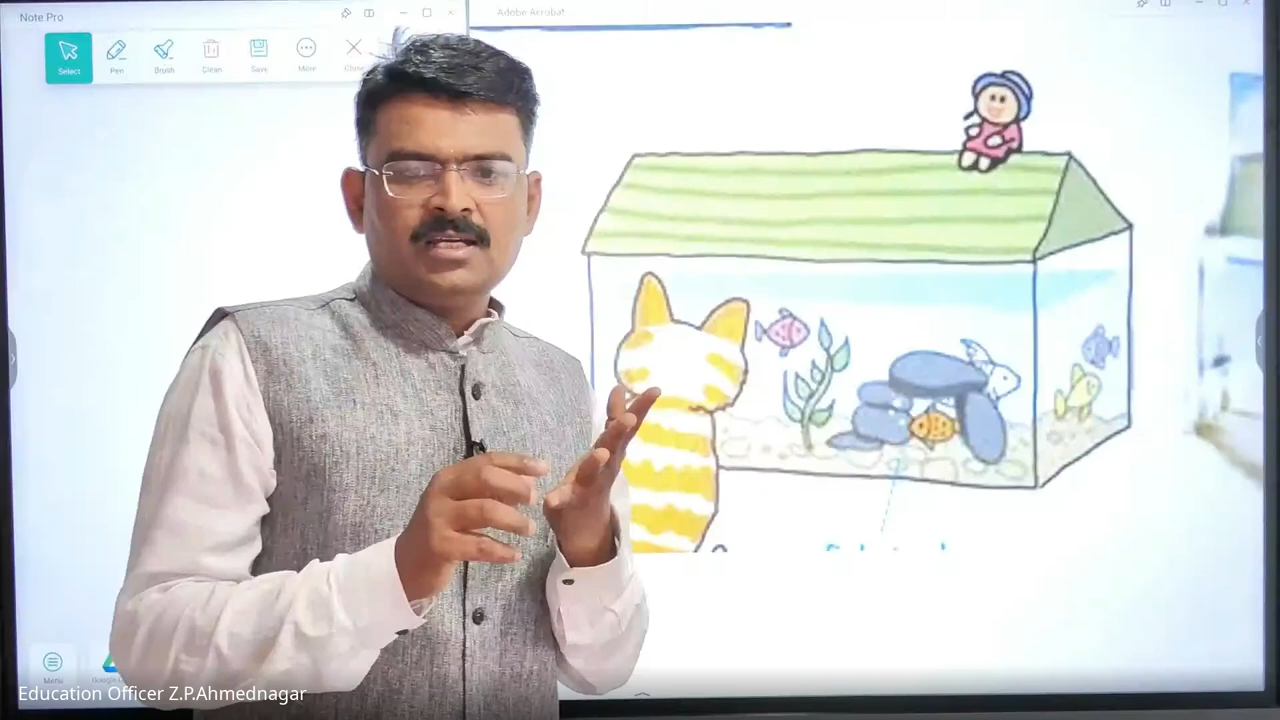 Note Pro
Adobe Acrobat
Select
Pen
Brush
Clean
Save
More
Menu
Education Officer Z.P.Ahmednagar